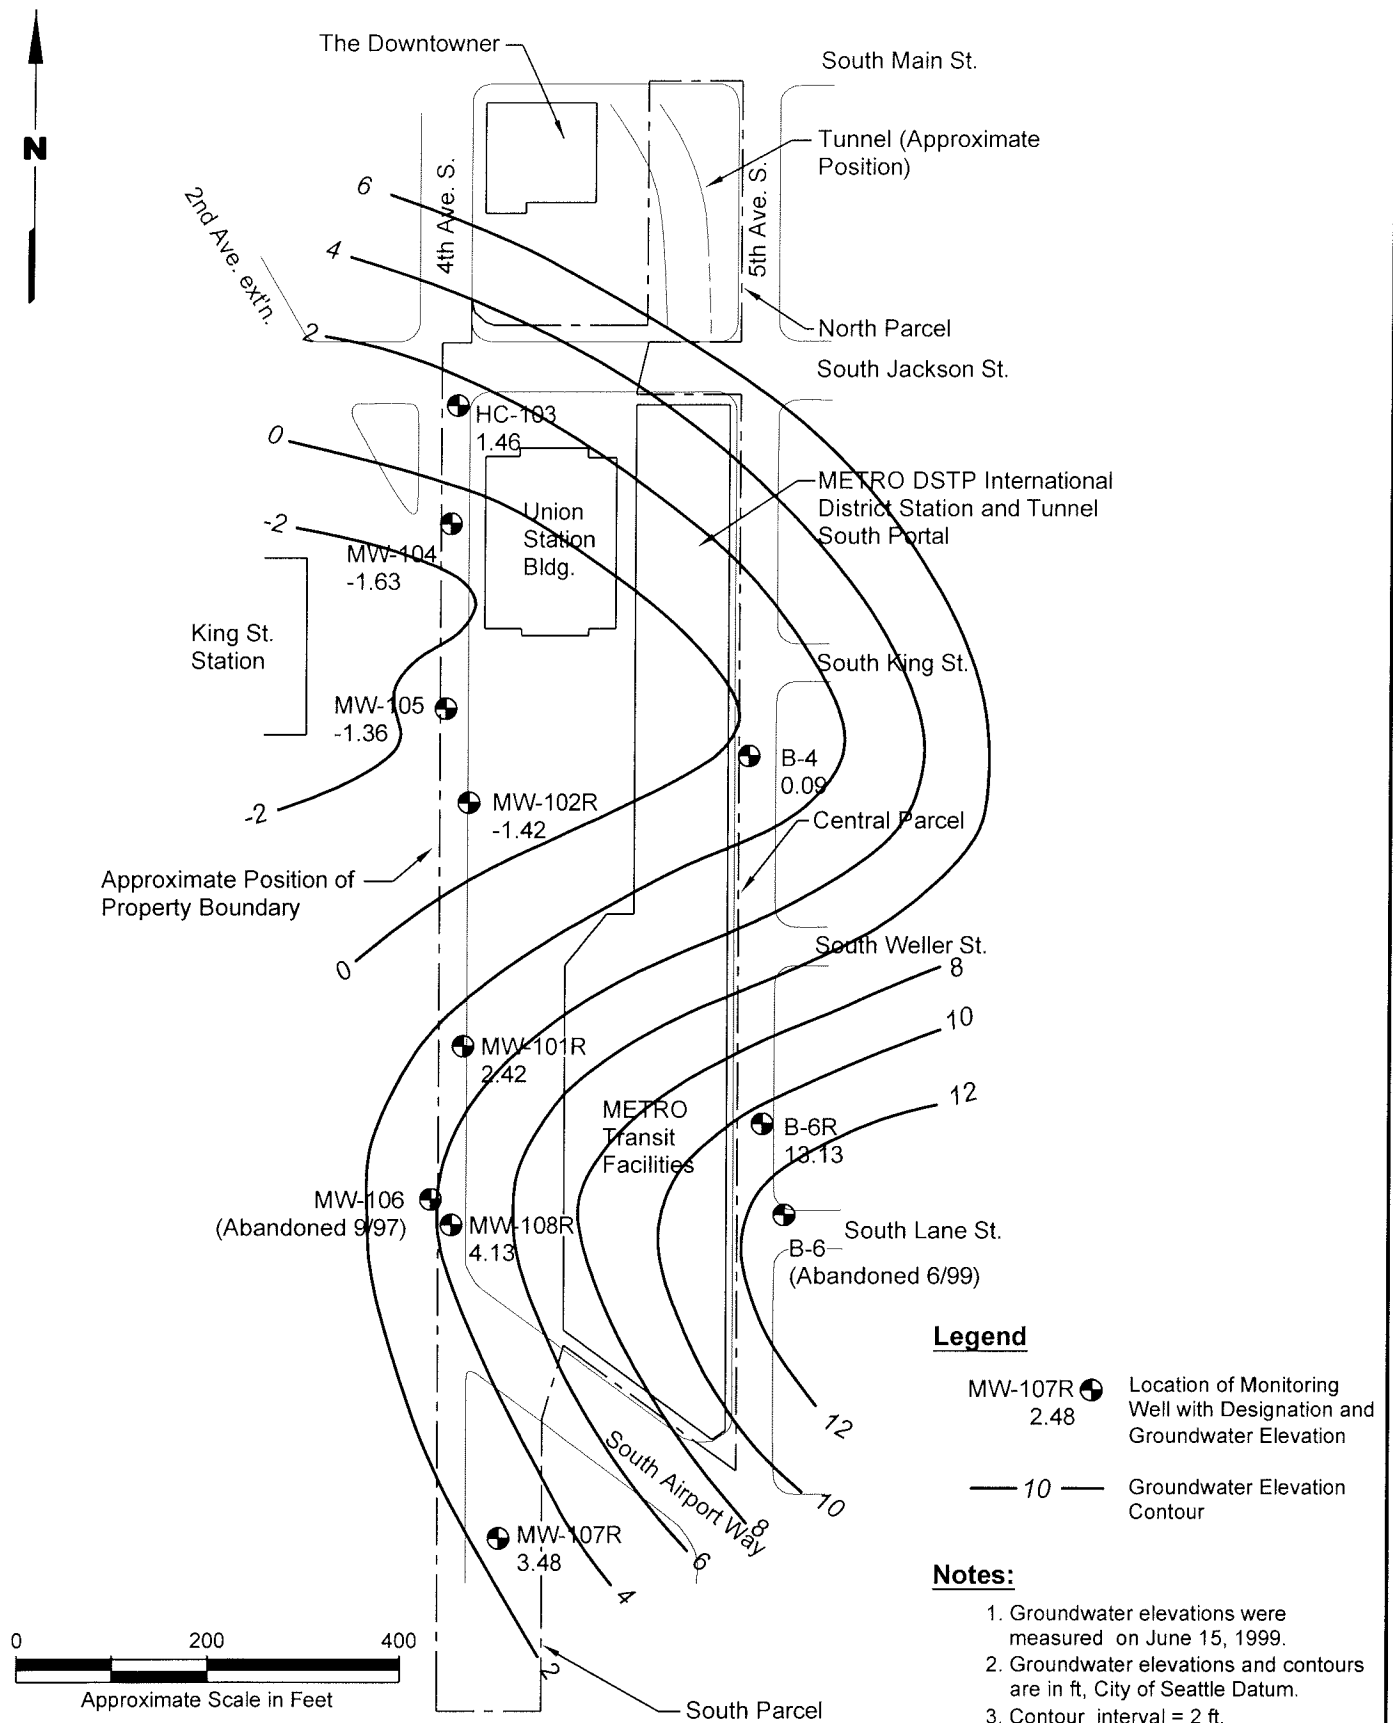 The Downtowner
South Main St.
N
Tunnel (Approximate
Position)
4th Ave. S.
5th Ave. S.
2nd Ave. ext'n.
6
4
2
North Parcel
South Jackson St.
HC-103
1.46
0
METRO DSTP International
District Station and Tunnel
South Portal
Union
Station
Bldg.
-2
MW-104
-1.63
King St.
Station
South King St.
MW-105
-1.36
B-4
0.09
-2
MW-102R
-1.42
Central Parcel
Approximate Position of
Property Boundary
0
South Weller St.
8
10
MW-101R
2.42
12
METRO
Transit
Facilities
B-6R
13.13
MW-106
(Abandoned 9/97)
MW-108R
4.13
South Lane St.
B-6
(Abandoned 6/99)
12
10
8
6
4
2
South Airport Way
MW-107R
3.48
South Parcel
0 200 400
Approximate Scale in Feet
Legend
MW-107R
2.48
Location of Monitoring
Well with Designation and
Groundwater Elevation
10
Groundwater Elevation
Contour
Notes:
1. Groundwater elevations were
measured on June 15, 1999.
2. Groundwater elevations and contours
are in ft, City of Seattle Datum.
3. Contour interval = 2 ft.